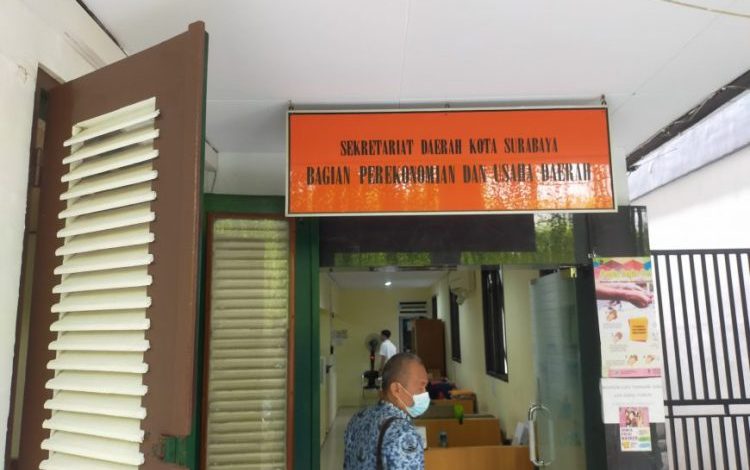 SEKRETARIAT DAERAH KOTA SURABAYA
BAGIAN PEREKONOMIAN DAN USAHA DAERAH